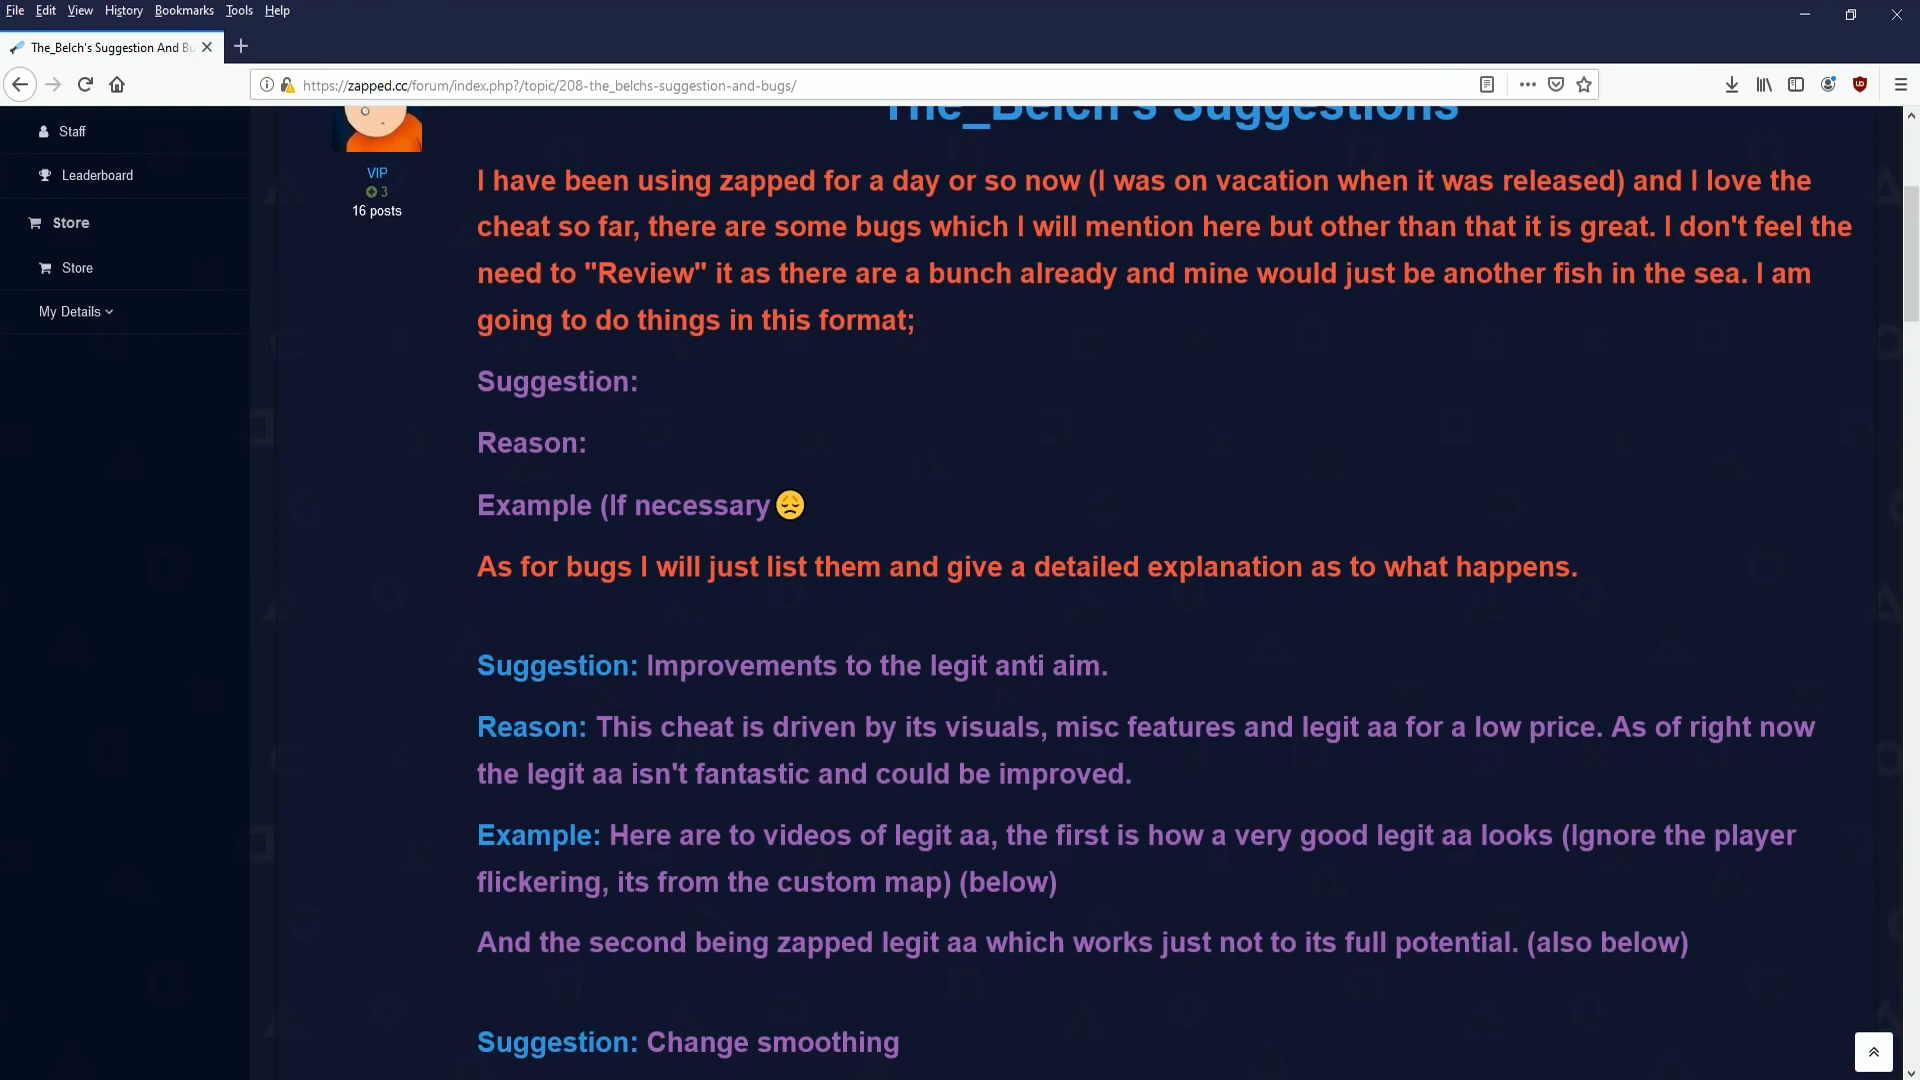 File Edit View History Bookmarks Tools Help
The_Belch's Suggestion And Bu
https://zapped.cc/forum/index.php?/topic/208-the_belchs-suggestion-and-bugs/
The_Belch's Suggestions
Staff
Leaderboard
Store
Store
My Details
VIP
3
16 posts
I have been using zapped for a day or so now (I was on vacation when it was released) and I love the
cheat so far, there are some bugs which I will mention here but other than that it is great. I don't feel the
need to "Review" it as there are a bunch already and mine would just be another fish in the sea. I am
going to do things in this format;
Suggestion:
Reason:
Example (If necessary
As for bugs I will just list them and give a detailed explanation as to what happens.
Suggestion: Improvements to the legit anti aim.
Reason: This cheat is driven by its visuals, misc features and legit aa for a low price. As of right now
the legit aa isn't fantastic and could be improved.
Example: Here are to videos of legit aa, the first is how a very good legit aa looks (Ignore the player
flickering, its from the custom map) (below)
And the second being zapped legit aa which works just not to its full potential. (also below)
Suggestion: Change smoothing